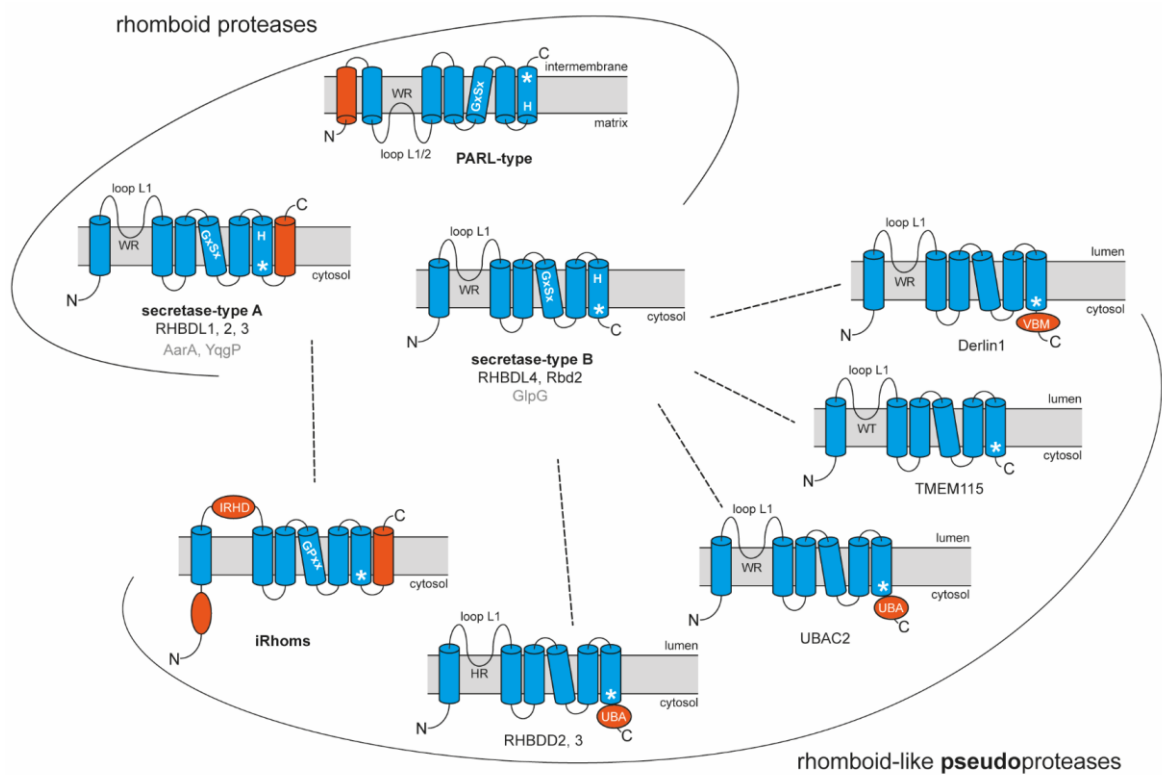 rhomboid proteases
C
intermembrane
*
WR
GxSx
H
matrix
N
loop L1/2
PARL-type
loop L1
C
WR
GxSx
H
*
cytosol
N
secretase-type A
RHBDL1, 2, 3
AarA, YqgP
loop L1
WR
GxSx
H
*
cytosol
N
C
secretase-type B
RHBDL4, Rbd2
GlpG
loop L1
lumen
WR
*
cytosol
VBM
N
C
Derlin1
loop L1
lumen
WT
*
cytosol
N
C
TMEM115
IRHD
C
GPxx
*
cytosol
N
iRhoms
loop L1
lumen
WR
*
cytosol
UBA
N
C
UBAC2
loop L1
lumen
HR
*
cytosol
UBA
N
C
RHBDD2, 3
rhomboid-like pseudoproteases